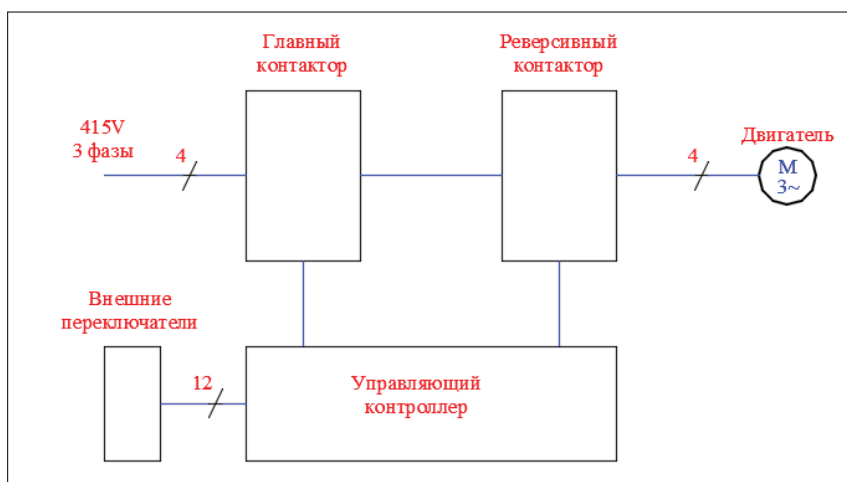 Главный
контактор
Реверсивный
контактор
415V
3 фазы
4
4
Двигатель
М
3~
Внешние
переключатели
12
Управляющий
контроллер